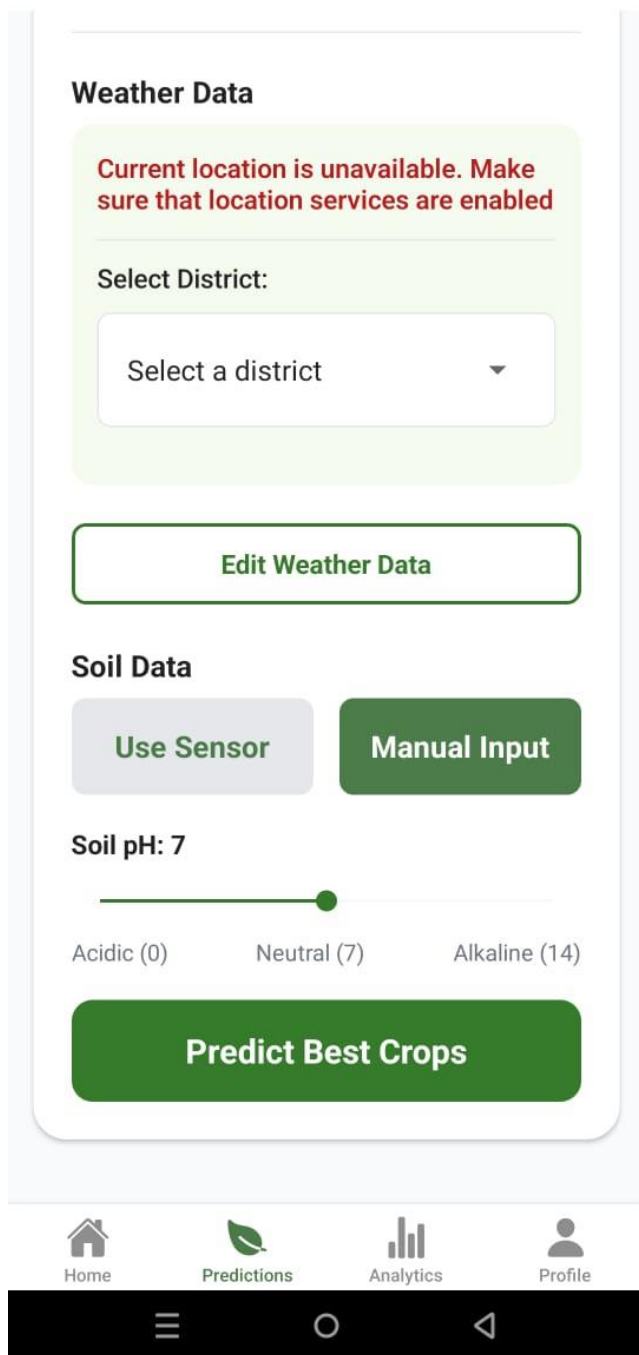 Weather Data
Current location is unavailable. Make
sure that location services are enabled
Select District:
Select a district
Edit Weather Data
Soil Data
Use Sensor
Manual Input
Soil pH: 7
Acidic (0)
Neutral (7)
Alkaline (14)
Predict Best Crops
Home
Predictions
Analytics
Profile